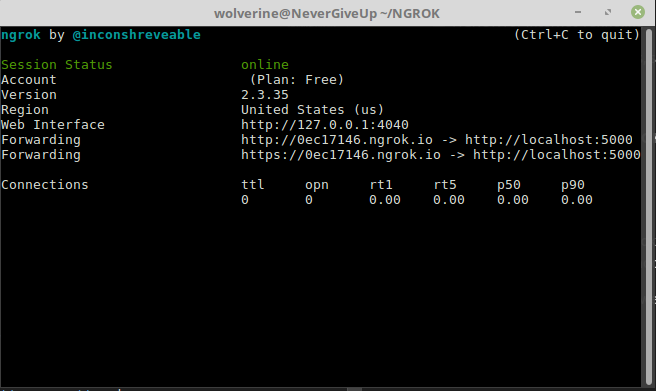 wolverine@NeverGiveUp ~/NGROK
ngrok by @inconshreveable (Ctrl+C to quit)
Session Status online
Account (Plan: Free)
Version 2.3.35
Region United States (us)
Web Interface http://127.0.0.1:4040
Forwarding http://0ec17146.ngrok.io -> http://localhost:5000
Forwarding https://0ec17146.ngrok.io -> http://localhost:5000
Connections ttl opn rt1 rt5 p50 p90
0 0 0.00 0.00 0.00 0.00